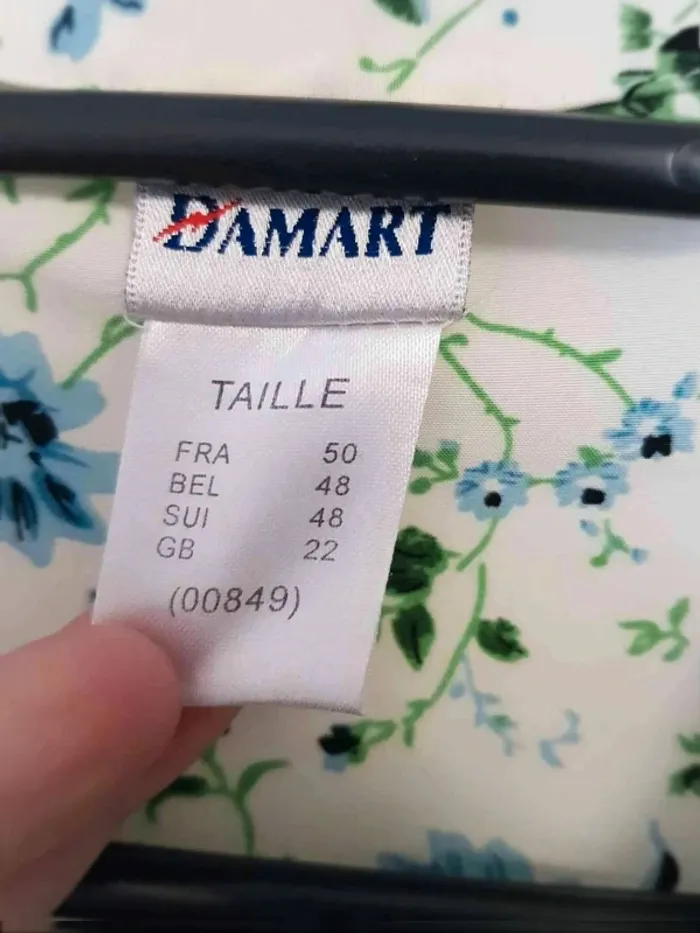 DAMART
TAILLE
FRA 50
BEL 48
SUI 48
GB 22
(00849)